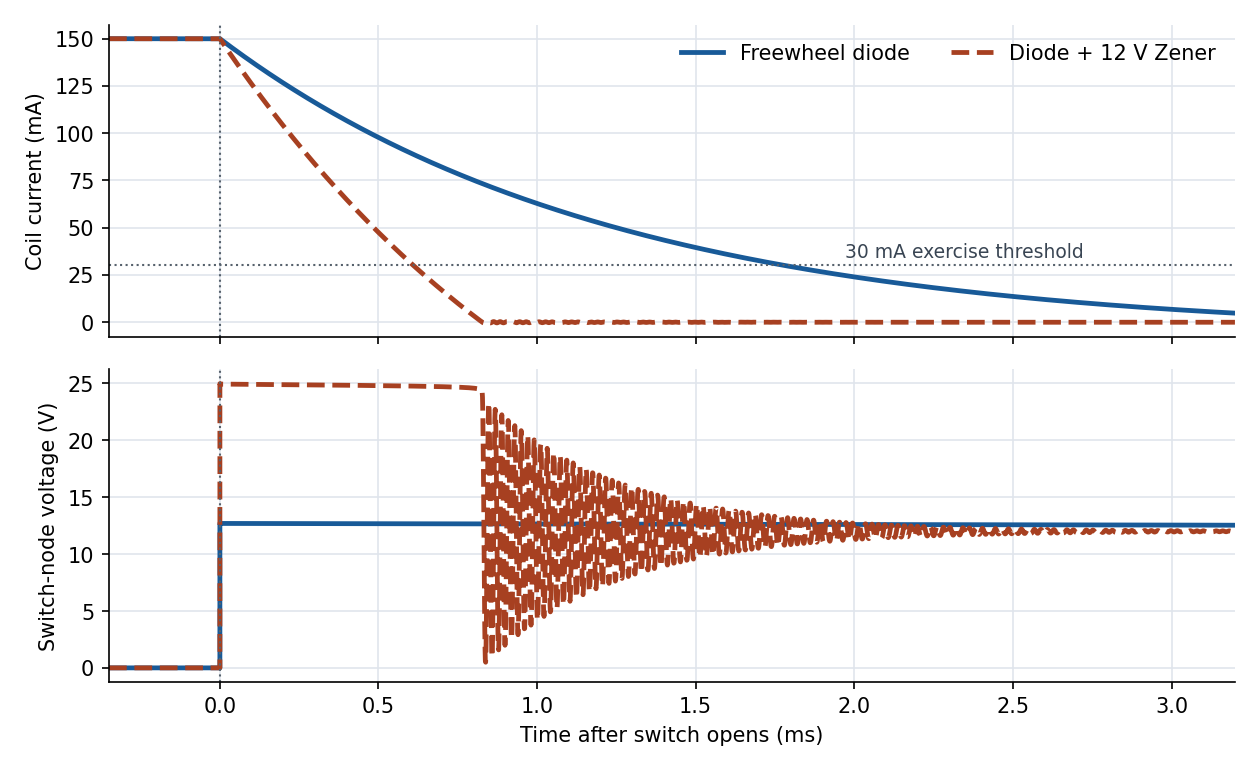 150
125
100
75
50
25
0
Coil current (mA)
Freewheel diode
Diode + 12 V Zener
30 mA exercise threshold
25
20
15
10
5
0
Switch-node voltage (V)
0.0 0.5 1.0 1.5 2.0 2.5 3.0
Time after switch opens (ms)